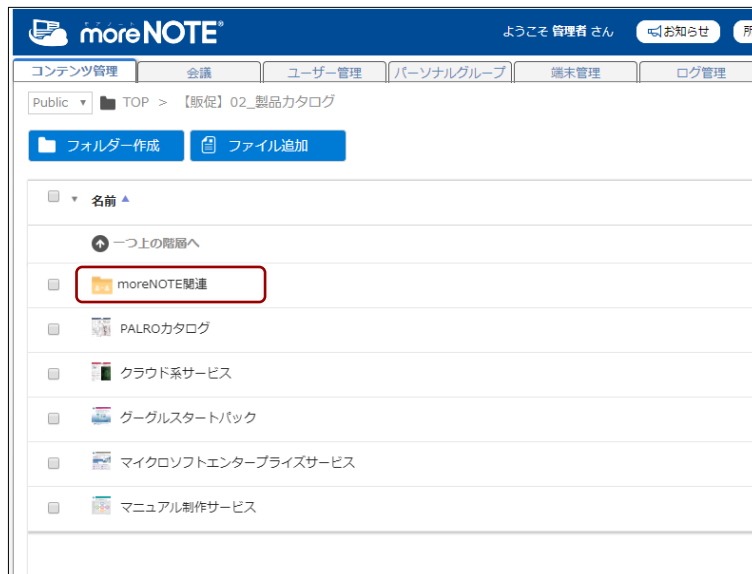 モアノート
moreNOTE®
ようこそ 管理者 さん
お知らせ
所
コンテンツ管理
会議
ユーザー管理
パーソナルグループ
端末管理
ログ管理
Public ▼ TOP > 【販促】02_製品カタログ
フォルダー作成
ファイル追加
▼ 名前 ▲
一つ上の階層へ
moreNOTE関連
PALROカタログ
クラウド系サービス
グーグルスタートパック
マイクロソフトエンタープライズサービス
マニュアル制作サービス